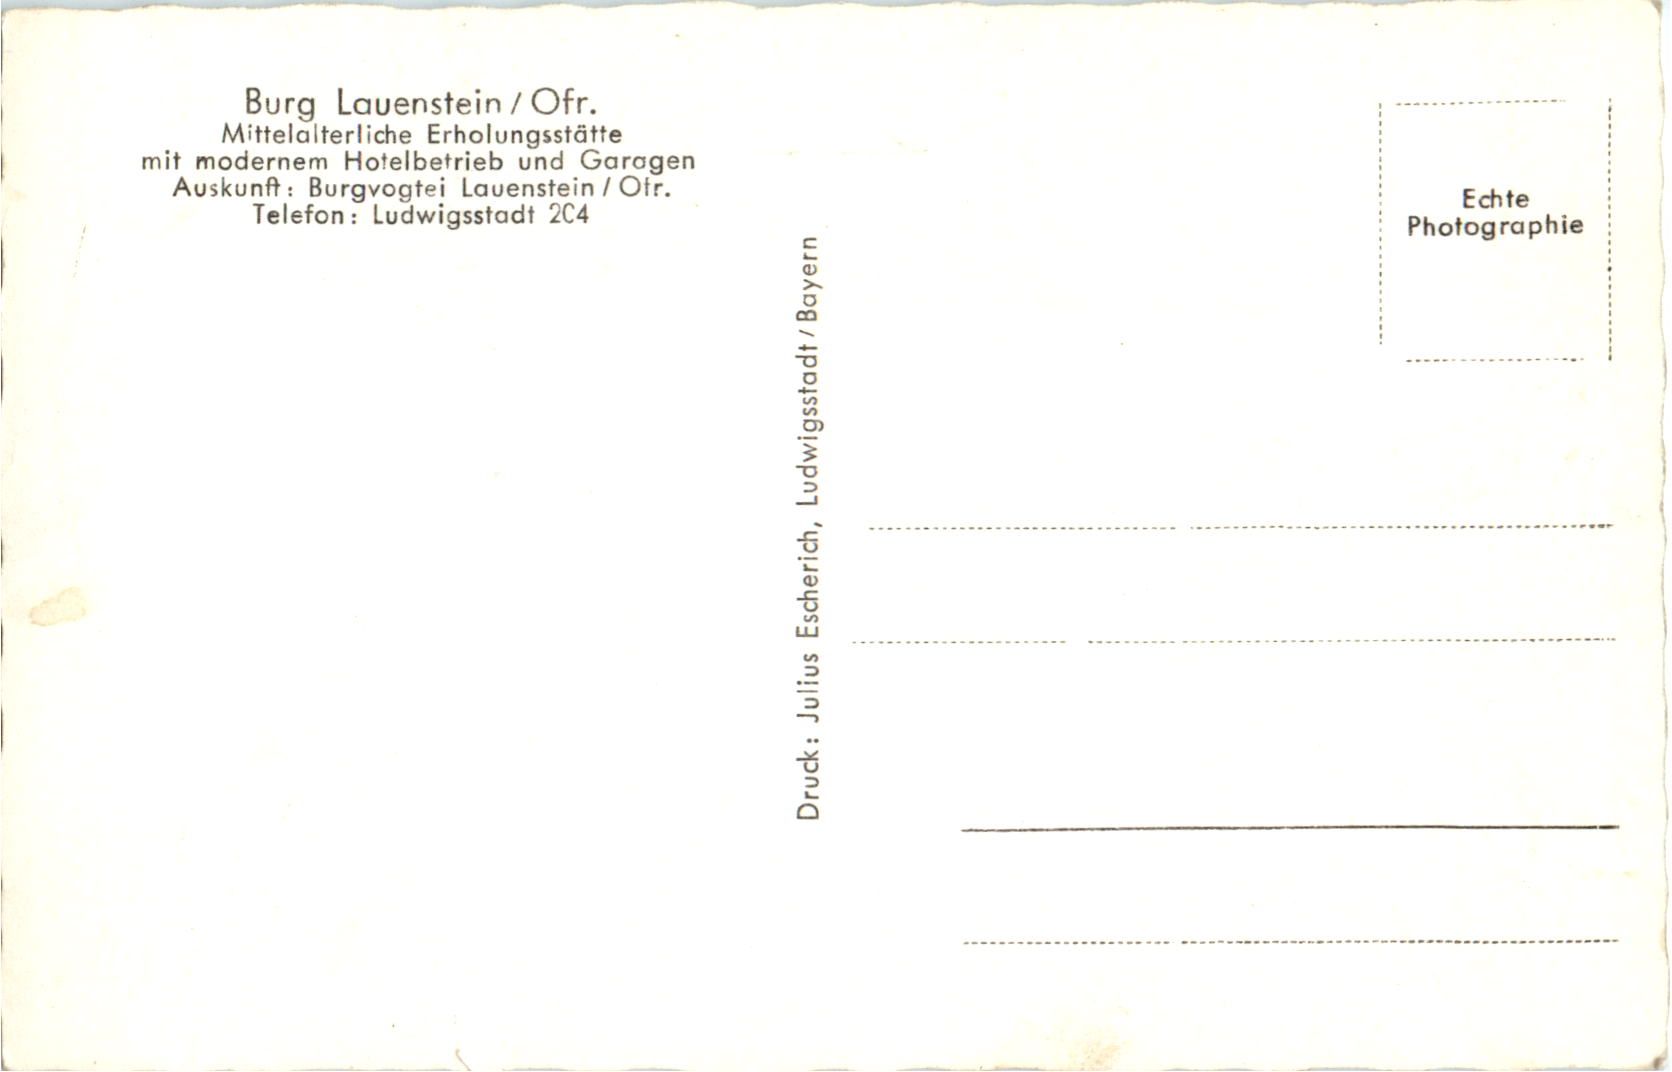 Burg Lauenstein / Ofr.
Mittelalterliche Erholungsstätte
mit modernem Hotelbetrieb und Garagen
Auskunft: Burgvogtei Lauenstein / Ofr.
Telefon: Ludwigsstadt 204
Druck: Julius Escherich, Ludwigsstadt / Bayern
Echte
Photographie